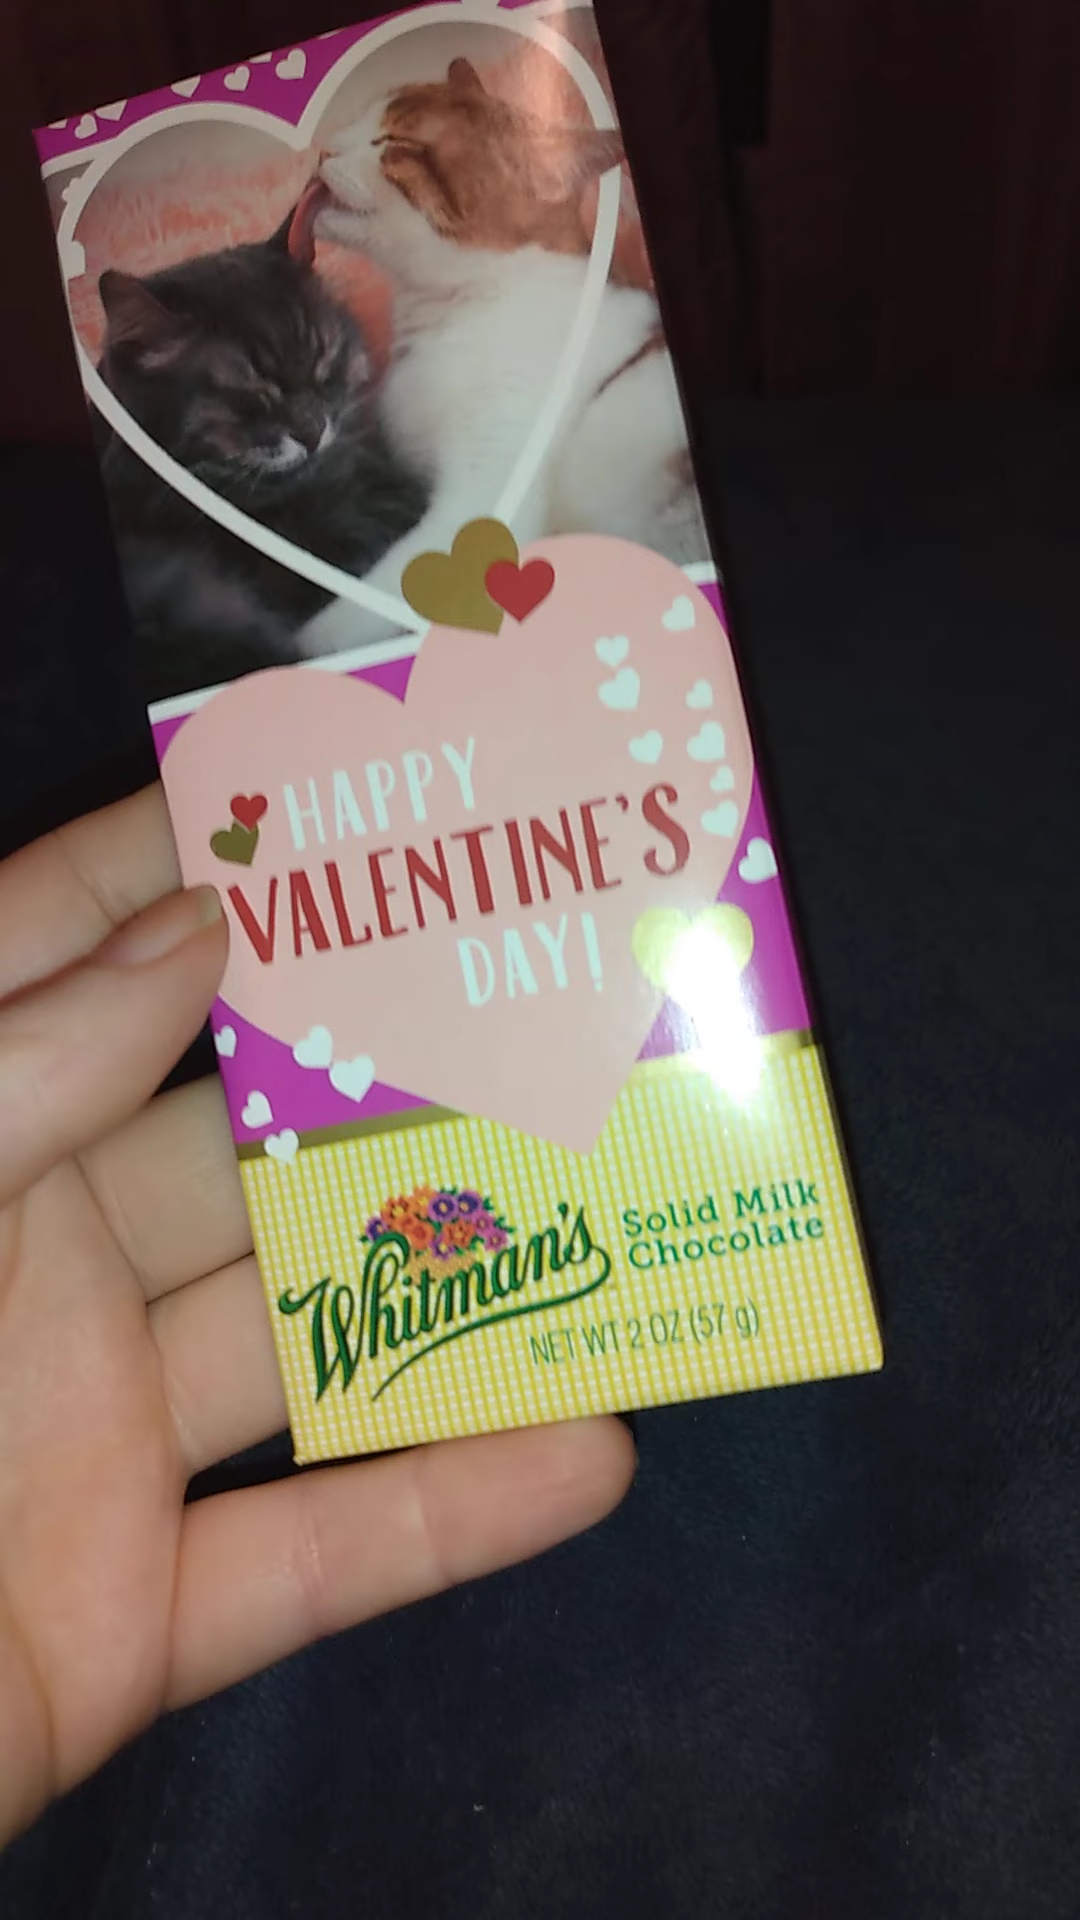 HAPPY
VALENTINE'S
DAY!
Whitman's
Solid Milk
Chocolate
NET WT 2 OZ (57 g)